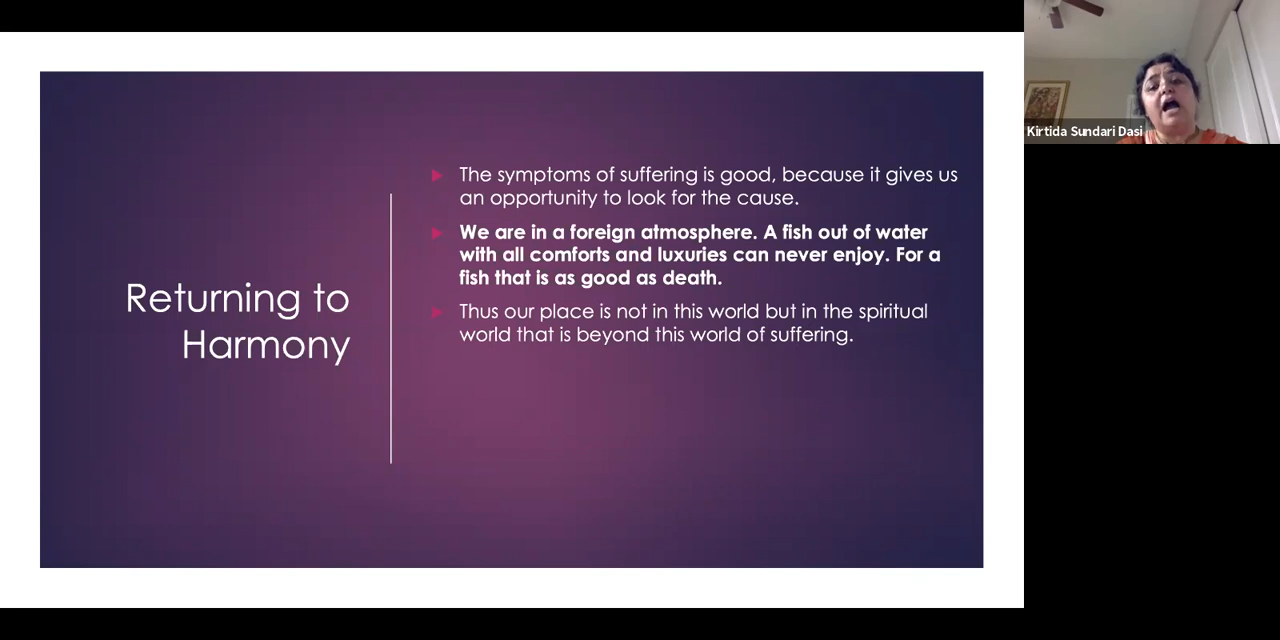 Returning to
Harmony
The symptoms of suffering is good, because it gives us
an opportunity to look for the cause.
We are in a foreign atmosphere. A fish out of water
with all comforts and luxuries can never enjoy. For a
fish that is as good as death.
Thus our place is not in this world but in the spiritual
world that is beyond this world of suffering.
Kirtida Sundari Dasi